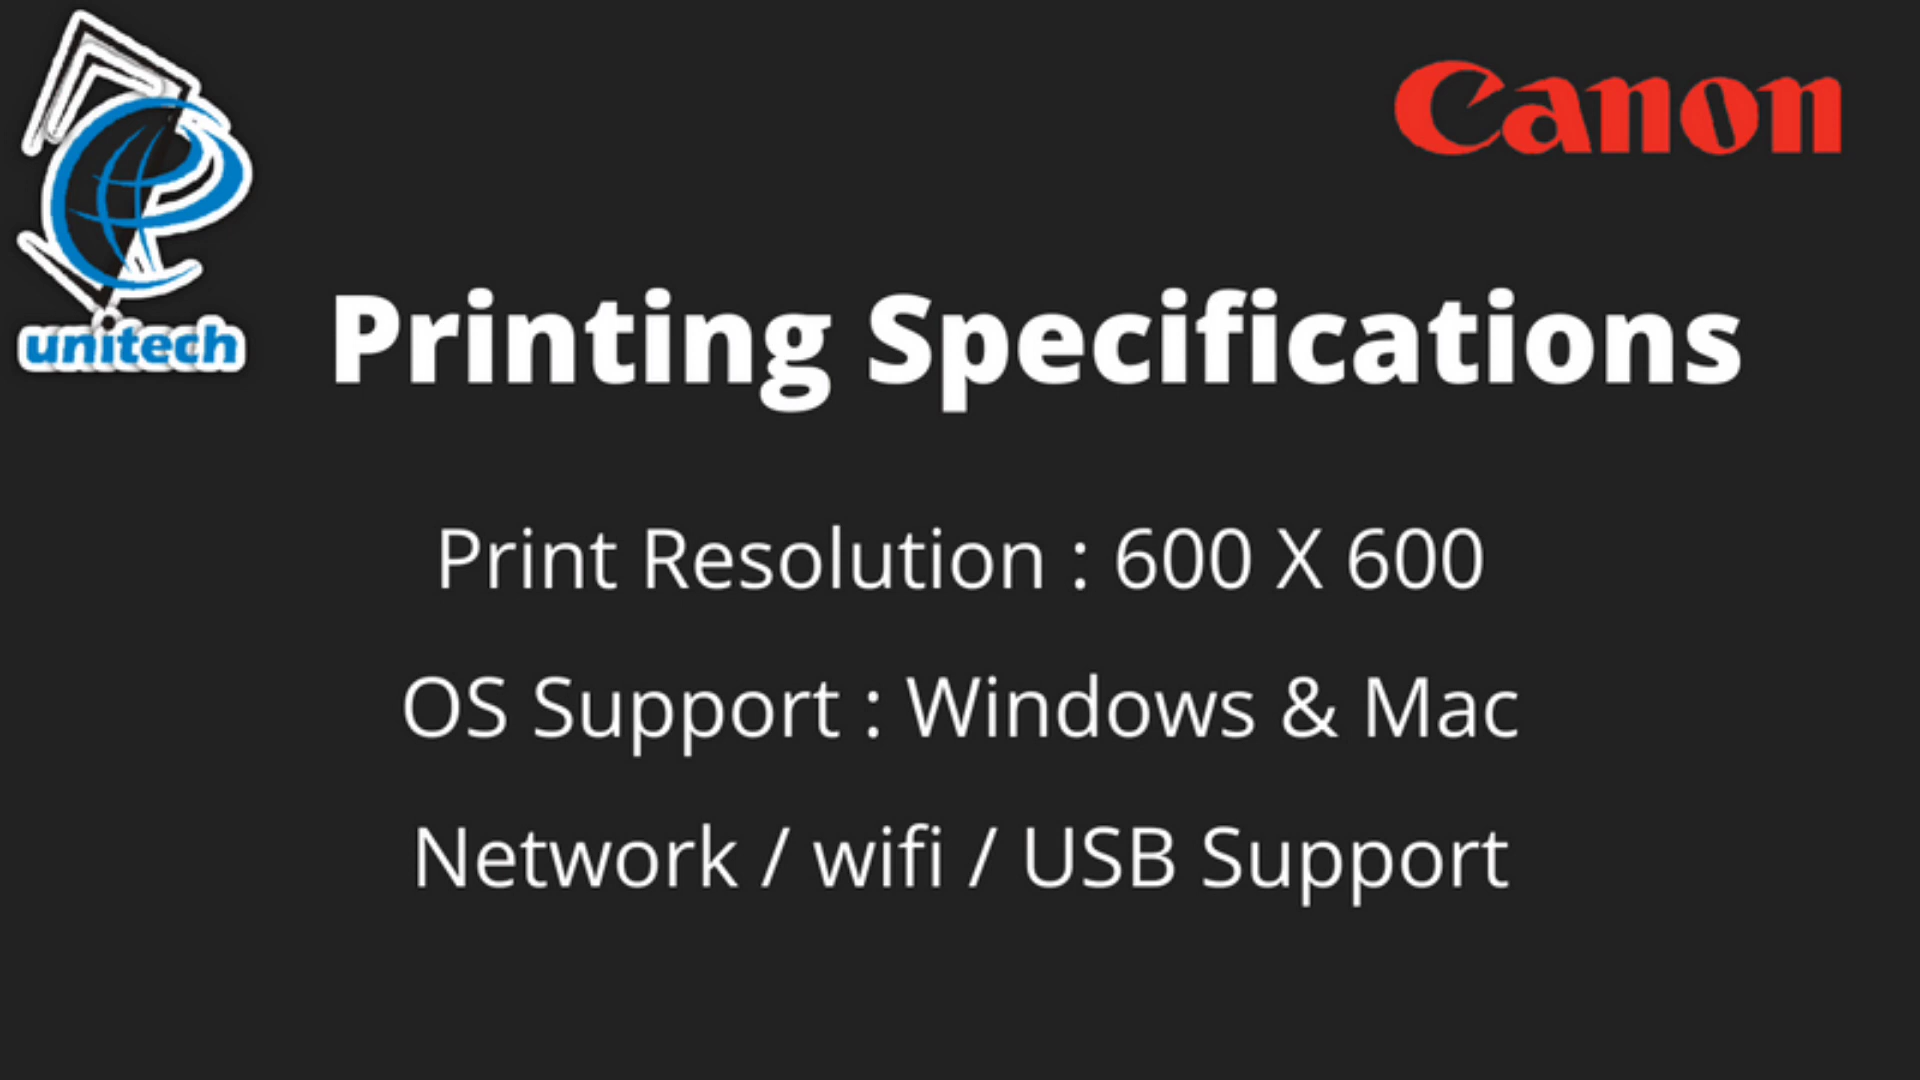 Canon
unitech
Printing Specifications
Print Resolution : 600 X 600
OS Support : Windows & Mac
Network / wifi / USB Support